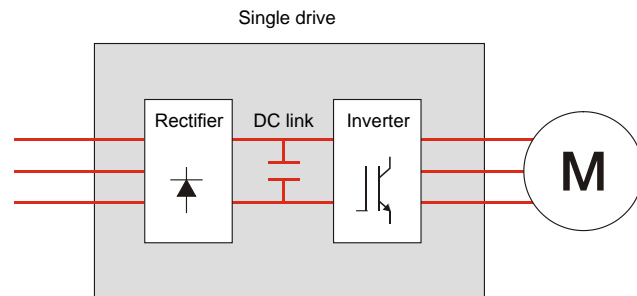 Single drive
Rectifier
DC link
Inverter
M